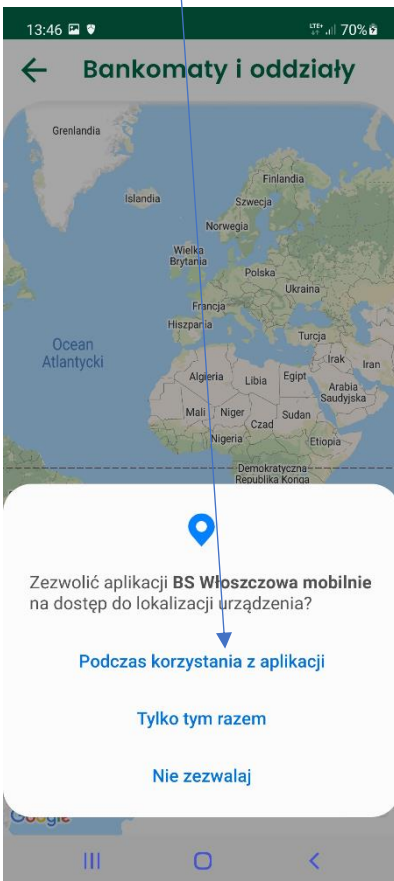 13:46 LTE+ 70%
Bankomaty i oddziały
Grenlandia
Finlandia
Islandia
Szwecja
Norwegia
Wielka
Brytania
Polska
Ukraina
Francja
Hiszpania
Turcja
Ocean
Atlantycki
Irak
Iran
Algieria
Libia
Egipt
Arabia
Saudyjska
Mali
Niger
Czad
Sudan
Nigeria
Etiopia
Demokratyczna
Republika Konga
Zezwolić aplikacji BS Włoszczowa mobilnie
na dostęp do lokalizacji urządzenia?
Podczas korzystania z aplikacji
Tylko tym razem
Nie zezwalaj
Google